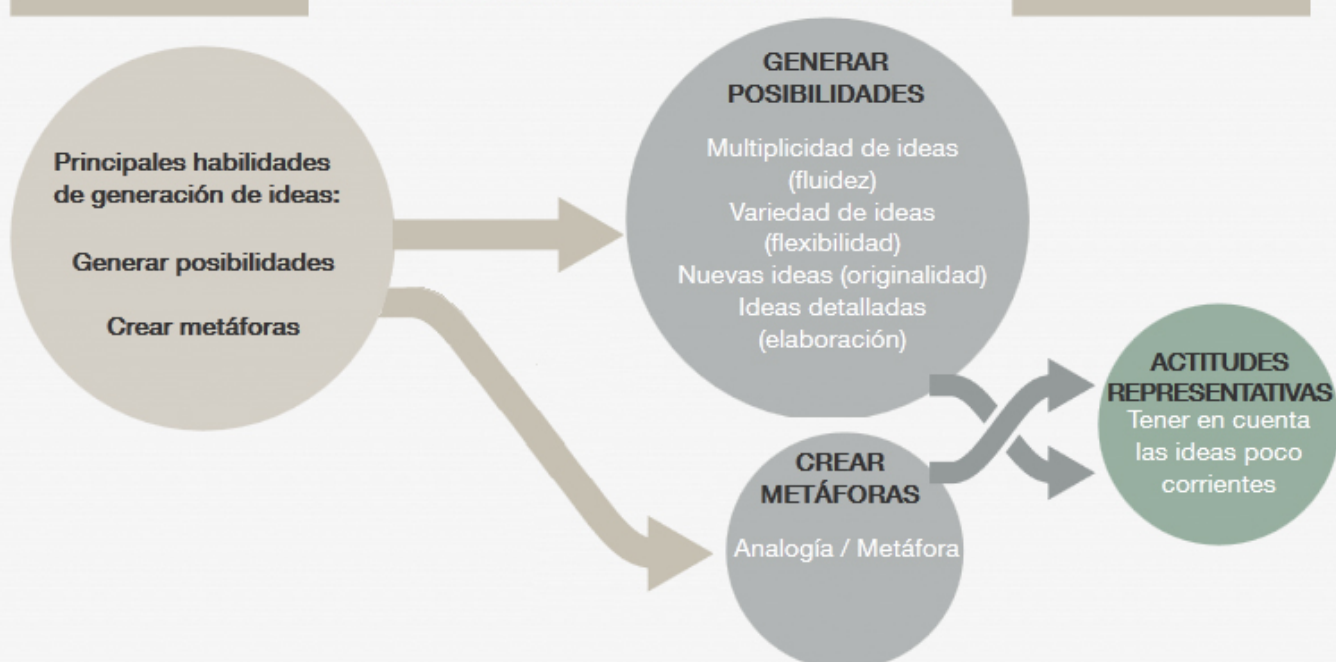 Principales habilidades
de generación de ideas:
Generar posibilidades
Crear metáforas
GENERAR
POSIBILIDADES
Multiplicidad de ideas
(fluidez)
Variedad de ideas
(flexibilidad)
Nuevas ideas (originalidad)
Ideas detalladas
(elaboración)
CREAR
METÁFORAS
Analogía / Metáfora
ACTITUDES
REPRESENTATIVAS
Tener en cuenta
las ideas poco
corrientes